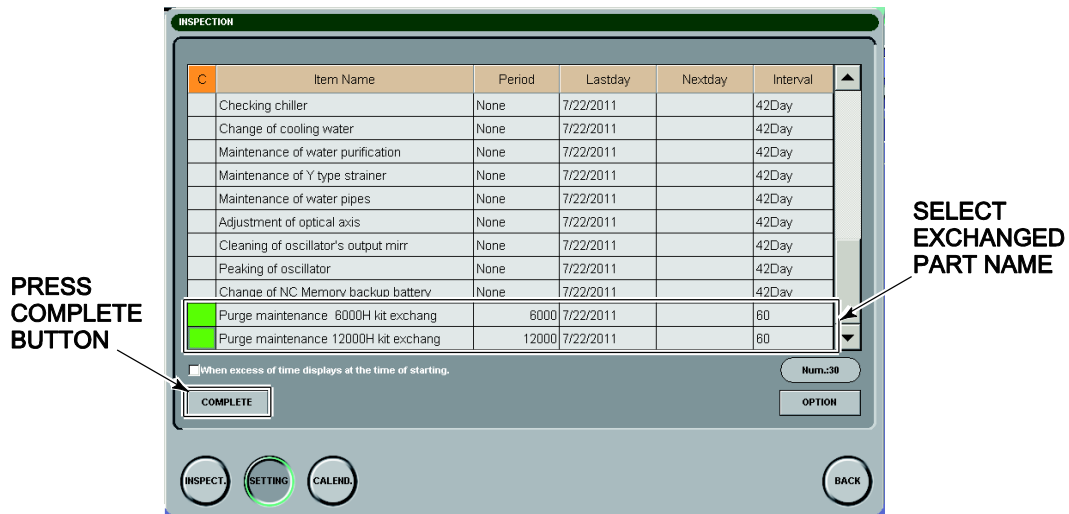 INSPECTION
C Item Name Period Lastday Nextday Interval
Checking chiller None 7/22/2011 42Day
Change of cooling water None 7/22/2011 42Day
Maintenance of water purification None 7/22/2011 42Day
Maintenance of Y type strainer None 7/22/2011 42Day
Maintenance of water pipes None 7/22/2011 42Day
Adjustment of optical axis None 7/22/2011 42Day
Cleaning of oscillator's output mirr None 7/22/2011 42Day
Peaking of oscillator None 7/22/2011 42Day
Change of NC Memory backup battery None 7/22/2011 42Day
Purge maintenance 6000H kit exchang 6000 7/22/2011 60
Purge maintenance 12000H kit exchang 12000 7/22/2011 60
SELECT
EXCHANGED
PART NAME
PRESS
COMPLETE
BUTTON
When excess of time displays at the time of starting.
Num.:30
COMPLETE
OPTION
INSPECT.
SETTING
CALEND.
BACK